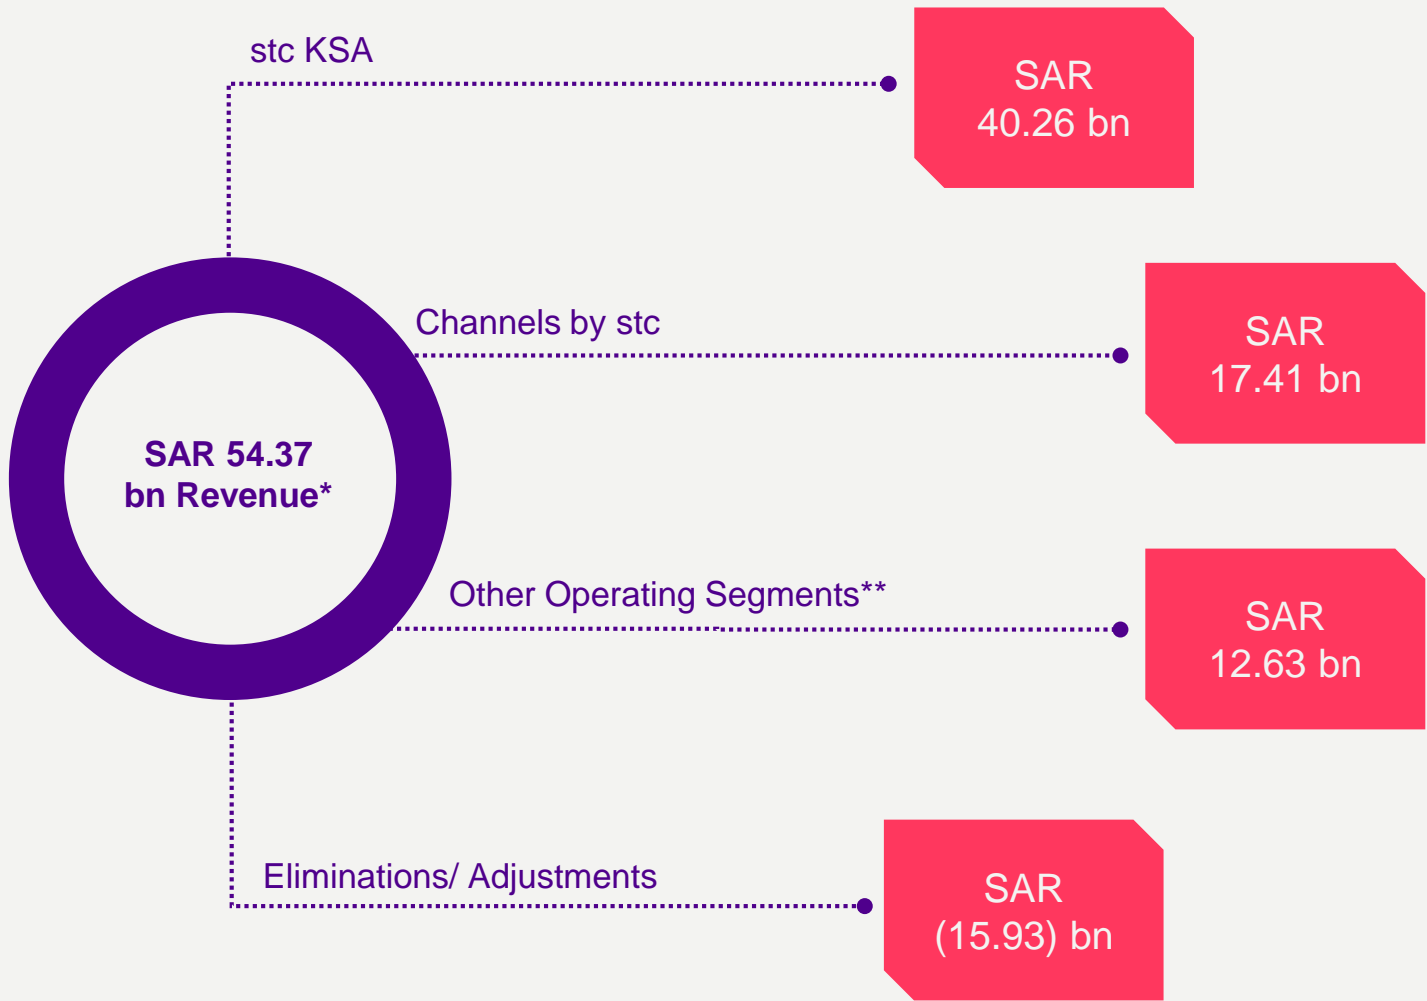 stc KSA
SAR
40.26 bn
Channels by stc
SAR
17.41 bn
SAR 54.37
bn Revenue*
Other Operating Segments**
SAR
12.63 bn
Eliminations/ Adjustments
SAR
(15.93) bn